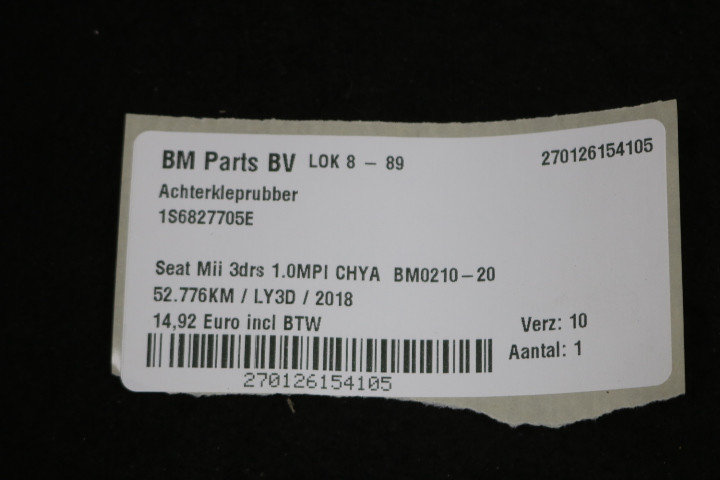 BM Parts BV LOK 8 - 89
270126154105
Achterkleprubber
1S6827705E
Seat Mii 3drs 1.0MPI CHYA BM0210-20
52.776KM / LY3D / 2018
14,92 Euro incl BTW
Verz: 10
Aantal: 1
270126154105